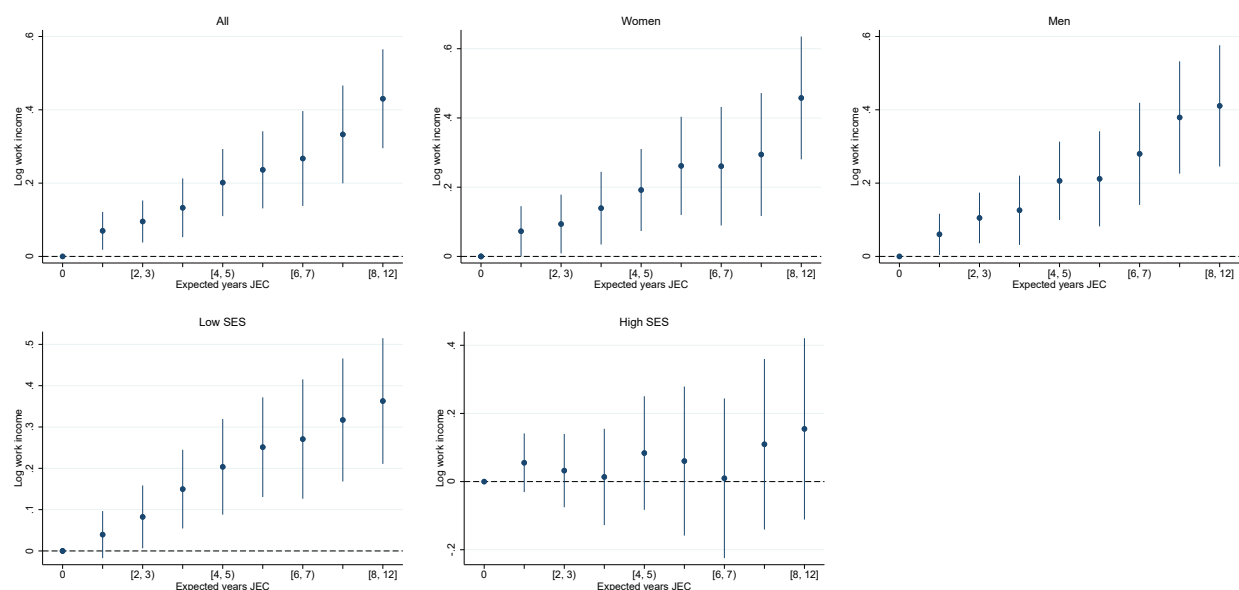 All
Log work income
.6
.4
.2
0
0 [2, 3) [4, 5) [6, 7) [8, 12]
Expected years JEC
Women
Log work income
.6
.4
.2
0
0 [2, 3) [4, 5) [6, 7) [8, 12]
Expected years JEC
Men
Log work income
.6
.4
.2
0
0 [2, 3) [4, 5) [6, 7) [8, 12]
Expected years JEC
Low SES
Log work income
.5
.4
.3
.2
.1
0
0 [2, 3) [4, 5) [6, 7) [8, 12]
Expected years JEC
High SES
Log work income
.4
.2
0
-.2
0 [2, 3) [4, 5) [6, 7) [8, 12]
Expected years JEC